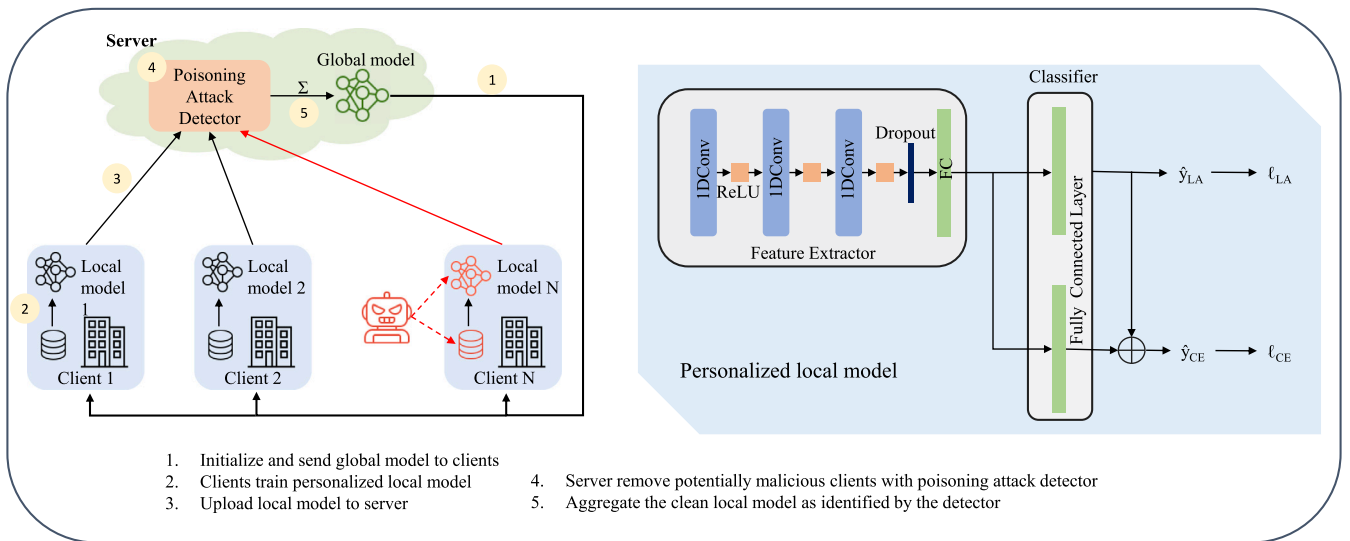 Server
4
Poisoning
Attack
Detector
Σ
5
Global model
1
3
Local
model
1
2
Client 1
Local
model 2
Client 2
Local
model N
Client N
1DConv
ReLU
1DConv
1DConv
Dropout
FC
Feature Extractor
Classifier
Fully Connected Layer
ŷLA
ℓLA
ŷCE
ℓCE
Personalized local model
1. Initialize and send global model to clients
2. Clients train personalized local model
3. Upload local model to server
4. Server remove potentially malicious clients with poisoning attack detector
5. Aggregate the clean local model as identified by the detector